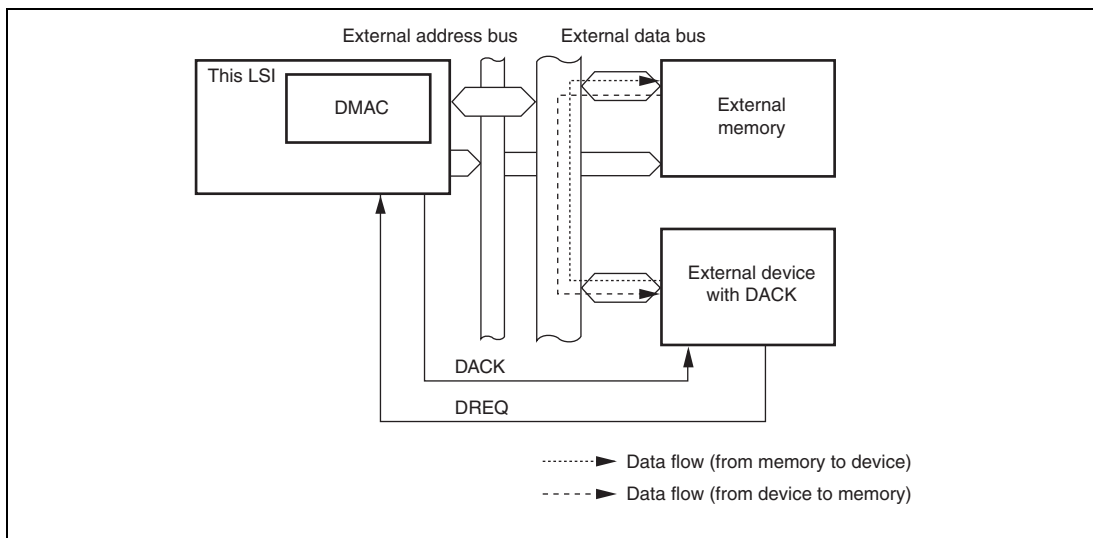 External address bus
External data bus
This LSI
DMAC
External
memory
External device
with DACK
DACK
DREQ
Data flow (from memory to device)
Data flow (from device to memory)